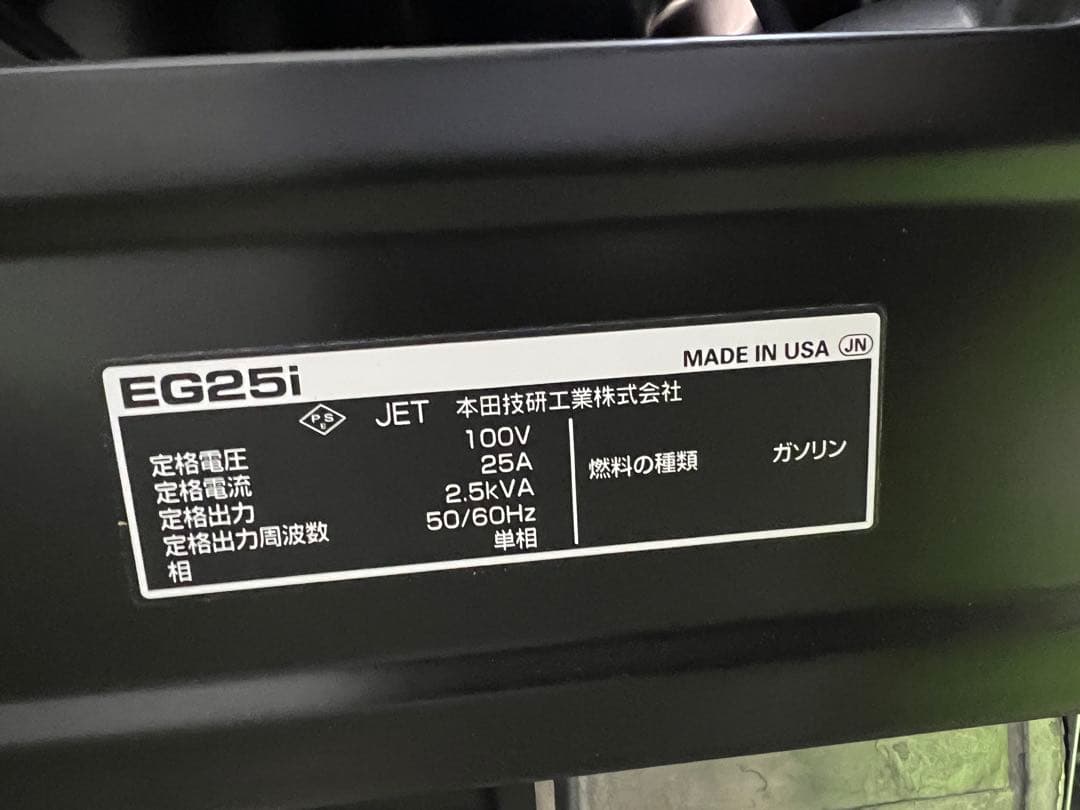 EG25i
MADE IN USA JN
PSE JET 本田技研工業株式会社
定格電圧 100V
定格電流 25A
定格出力 2.5kVA
定格出力周波数 50/60Hz
相 単相
燃料の種類 ガソリン